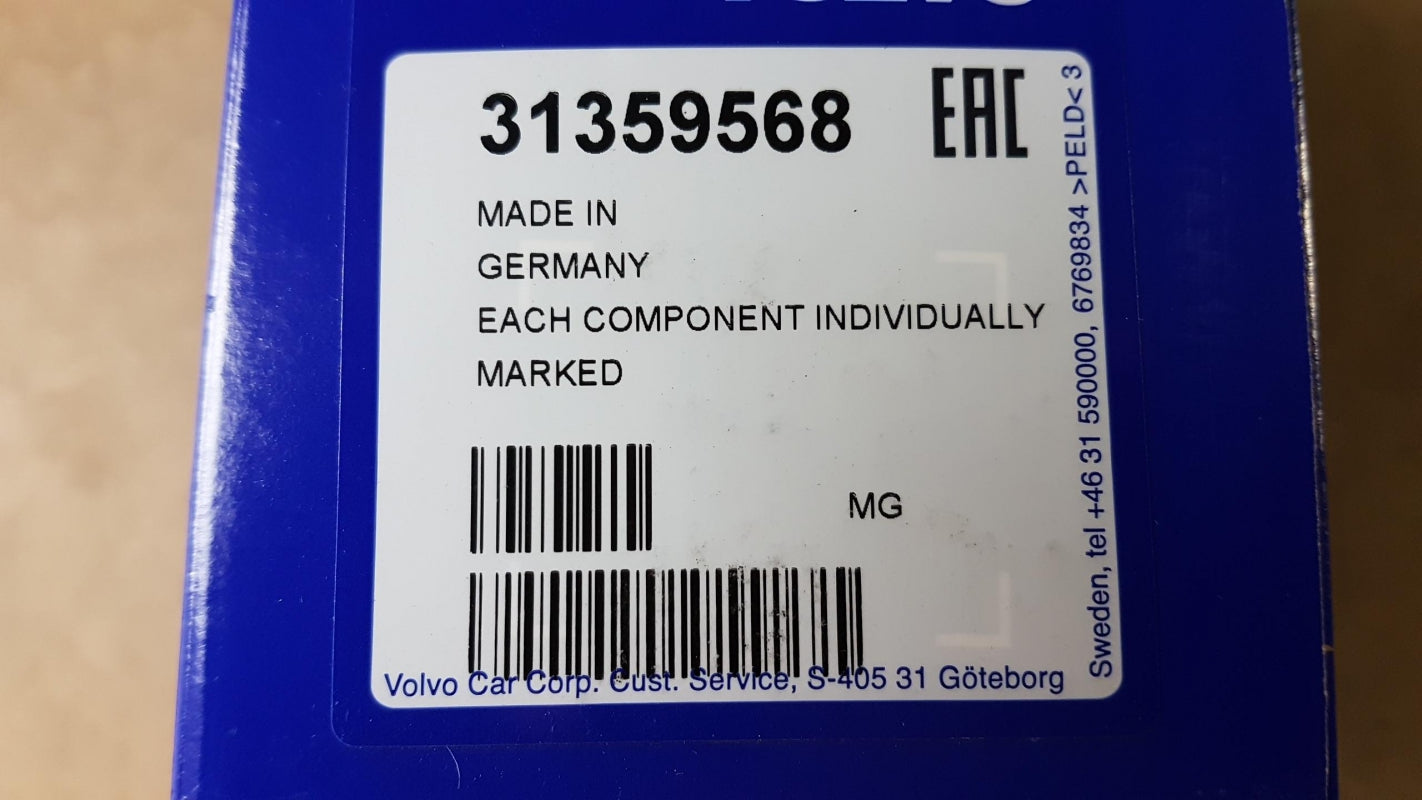 31359568
EAC
MADE IN
GERMANY
EACH COMPONENT INDIVIDUALLY
MARKED
MG
Volvo Car Corp. Cust. Service, S-405 31 Göteborg
Sweden, tel +46 31 590000, 6769834 >PELD< 3